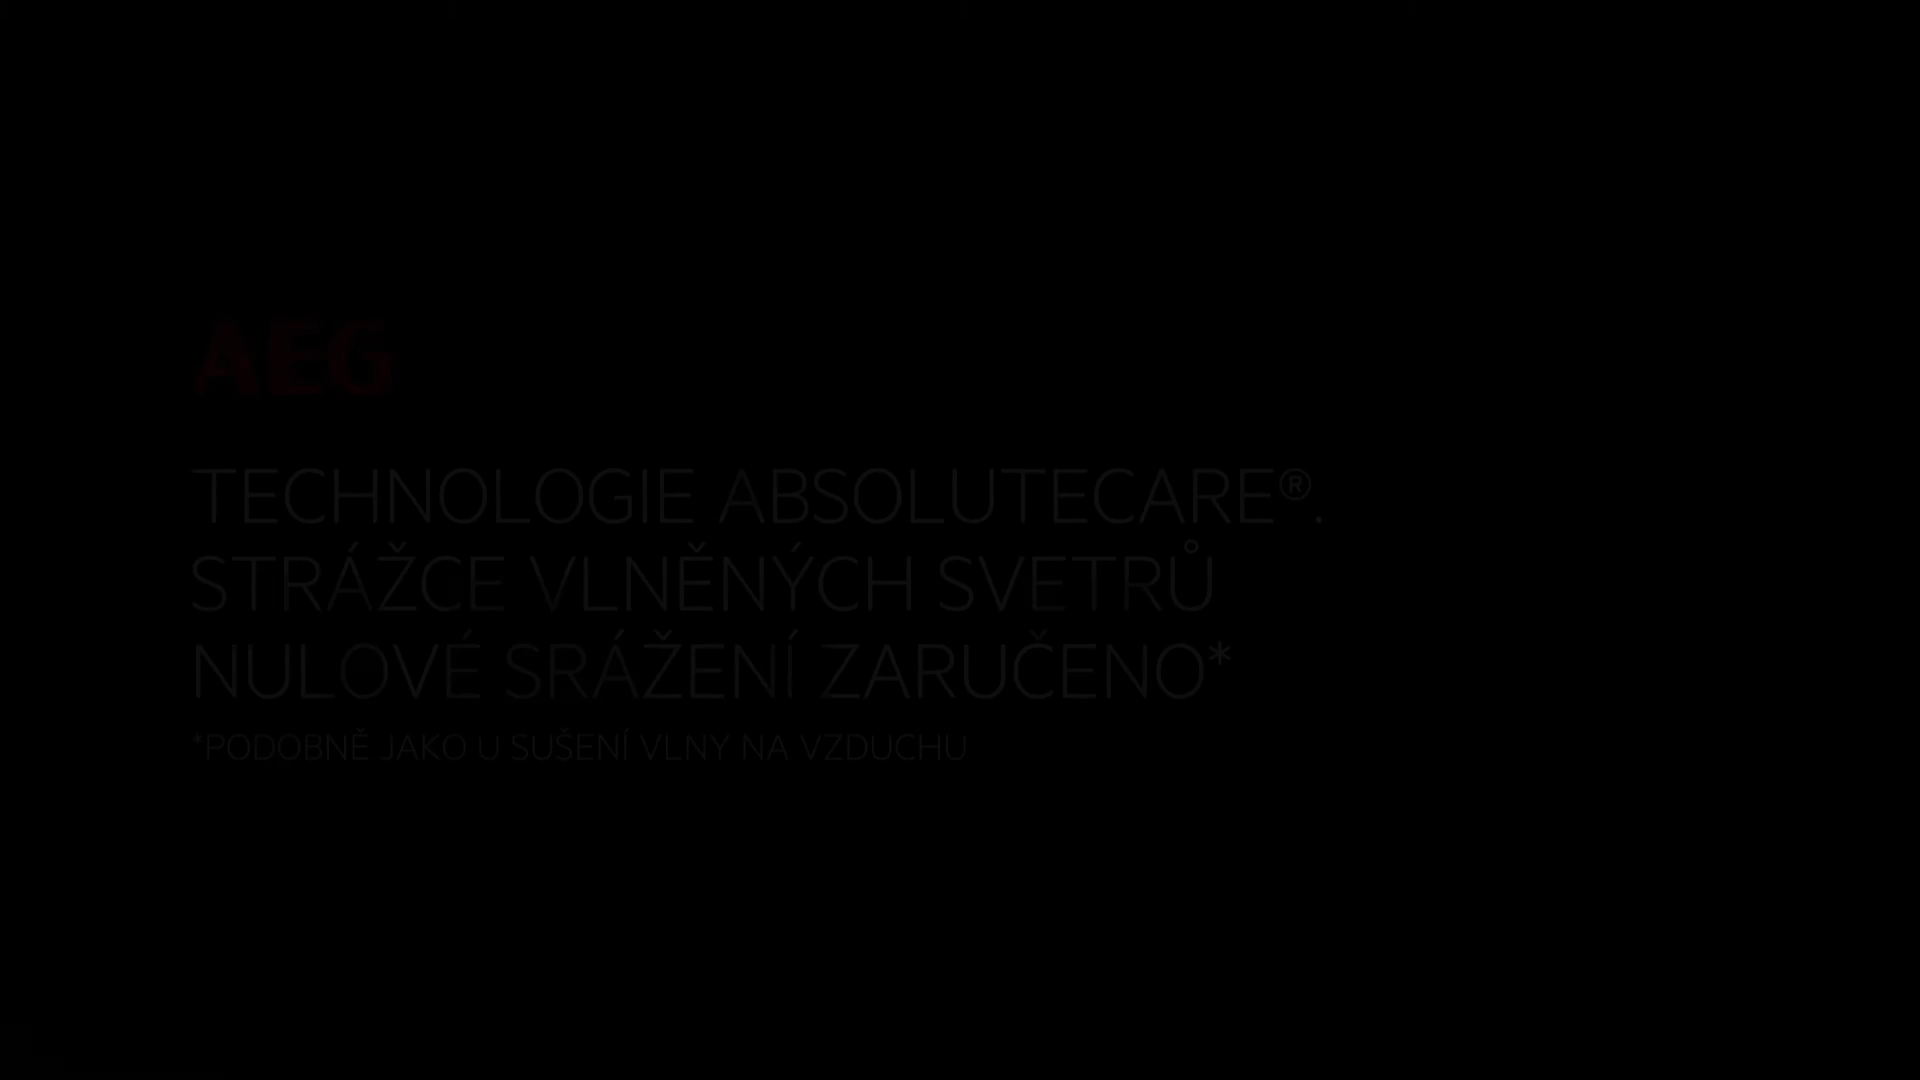 AEG
TECHNOLOGIE ABSOLUTECARE®.
STRÁŽCE VLNĚNÝCH SVETRŮ
NULOVÉ SRÁŽENÍ ZARUČENO*
*PODOBNĚ JAKO U SUŠENÍ VLNY NA VZDUCHU